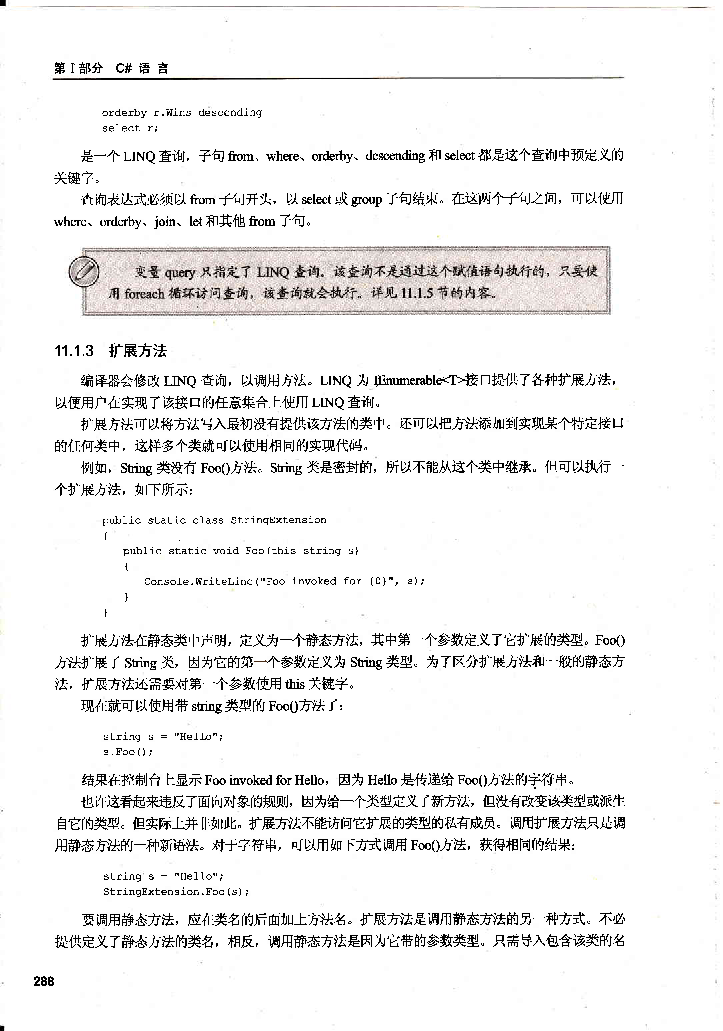 第Ⅰ部分 C# 语 言
orderby r.Wins descending
select r;
是一个 LINQ 查询，子句 from、where、orderby、descending 和 select 都是这个查询中预定义的
关键字。
查询表达式必须以 from 子句开头，以 select 或 group 子句结束。在这两个子句之间，可以使用
where、orderby、join、let 和其他 from 子句。
变量 query 只指定了 LINQ 查询。该查询不是通过这个赋值语句执行的，只要使
用 foreach 循环访问查询，该查询就会执行。详见 11.1.5 节的内容。
11.1.3 扩展方法
编译器会修改 LINQ 查询，以调用方法。LINQ 为 IEnumerable<T>接口提供了各种扩展方法，
以便用户在实现了该接口的任意集合上使用 LINQ 查询。
扩展方法可以将方法写入最初没有提供该方法的类中。还可以把方法添加到实现某个特定接口
的任何类中，这样多个类就可以使用相同的实现代码。
例如，String 类没有 Foo()方法。String 类是密封的，所以不能从这个类中继承。但可以执行一
个扩展方法，如下所示：
public static class StringExtension
{
public static void Foo(this string s)
{
Console.WriteLine("Foo invoked for {0}", s);
}
}
扩展方法在静态类中声明，定义为一个静态方法，其中第一个参数定义了它扩展的类型。Foo()
方法扩展了 String 类，因为它的第一个参数定义为 String 类型。为了区分扩展方法和一般的静态方
法，扩展方法还需要对第一个参数使用 this 关键字。
现在就可以使用带 string 类型的 Foo()方法了：
string s = "Hello";
s.Foo();
结果在控制台上显示 Foo invoked for Hello，因为 Hello 是传递给 Foo()方法的字符串。
也许这看起来违反了面向对象的规则，因为给一个类型定义了新方法，但没有改变该类型或派生
自它的类型。但实际上并非如此。扩展方法不能访问它扩展的类型的私有成员。调用扩展方法只是调
用静态方法的一种新语法。对于字符串，可以用如下方式调用 Foo()方法，获得相同的结果：
string s = "Hello";
StringExtension.Foo(s);
要调用静态方法，应在类名的后面加上方法名。扩展方法是调用静态方法的另一种方式。不必
提供定义了静态方法的类名，相反，调用静态方法是因为它带的参数类型。只需导入包含该类的名
288